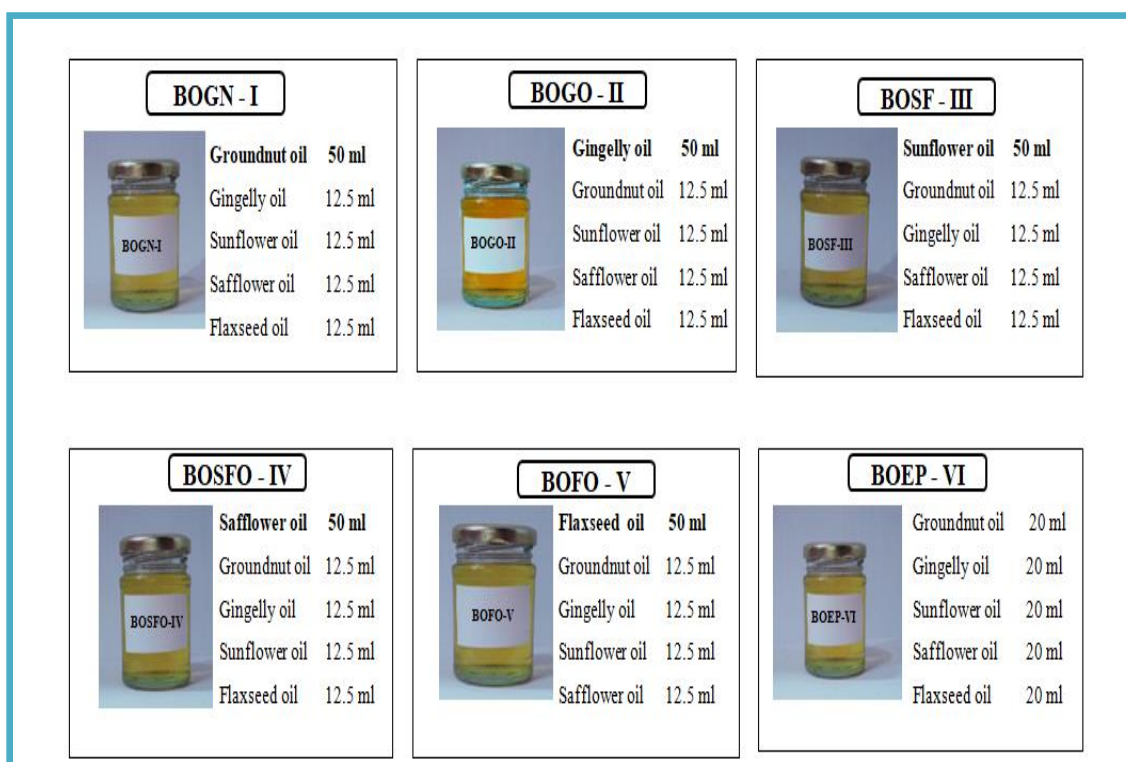 BOGN - I
BOGN-I
Groundnut oil 50 ml
Gingelly oil 12.5 ml
Sunflower oil 12.5 ml
Safflower oil 12.5 ml
Flaxseed oil 12.5 ml
BOGO - II
BOGO-II
Gingelly oil 50 ml
Groundnut oil 12.5 ml
Sunflower oil 12.5 ml
Safflower oil 12.5 ml
Flaxseed oil 12.5 ml
BOSF - III
BOSF-III
Sunflower oil 50 ml
Groundnut oil 12.5 ml
Gingelly oil 12.5 ml
Safflower oil 12.5 ml
Flaxseed oil 12.5 ml
BOSFO - IV
BOSFO-IV
Safflower oil 50 ml
Groundnut oil 12.5 ml
Gingelly oil 12.5 ml
Sunflower oil 12.5 ml
Flaxseed oil 12.5 ml
BOFO - V
BOFO-V
Flaxseed oil 50 ml
Groundnut oil 12.5 ml
Gingelly oil 12.5 ml
Sunflower oil 12.5 ml
Safflower oil 12.5 ml
BOEP - VI
BOEP-VI
Groundnut oil 20 ml
Gingelly oil 20 ml
Sunflower oil 20 ml
Safflower oil 20 ml
Flaxseed oil 20 ml